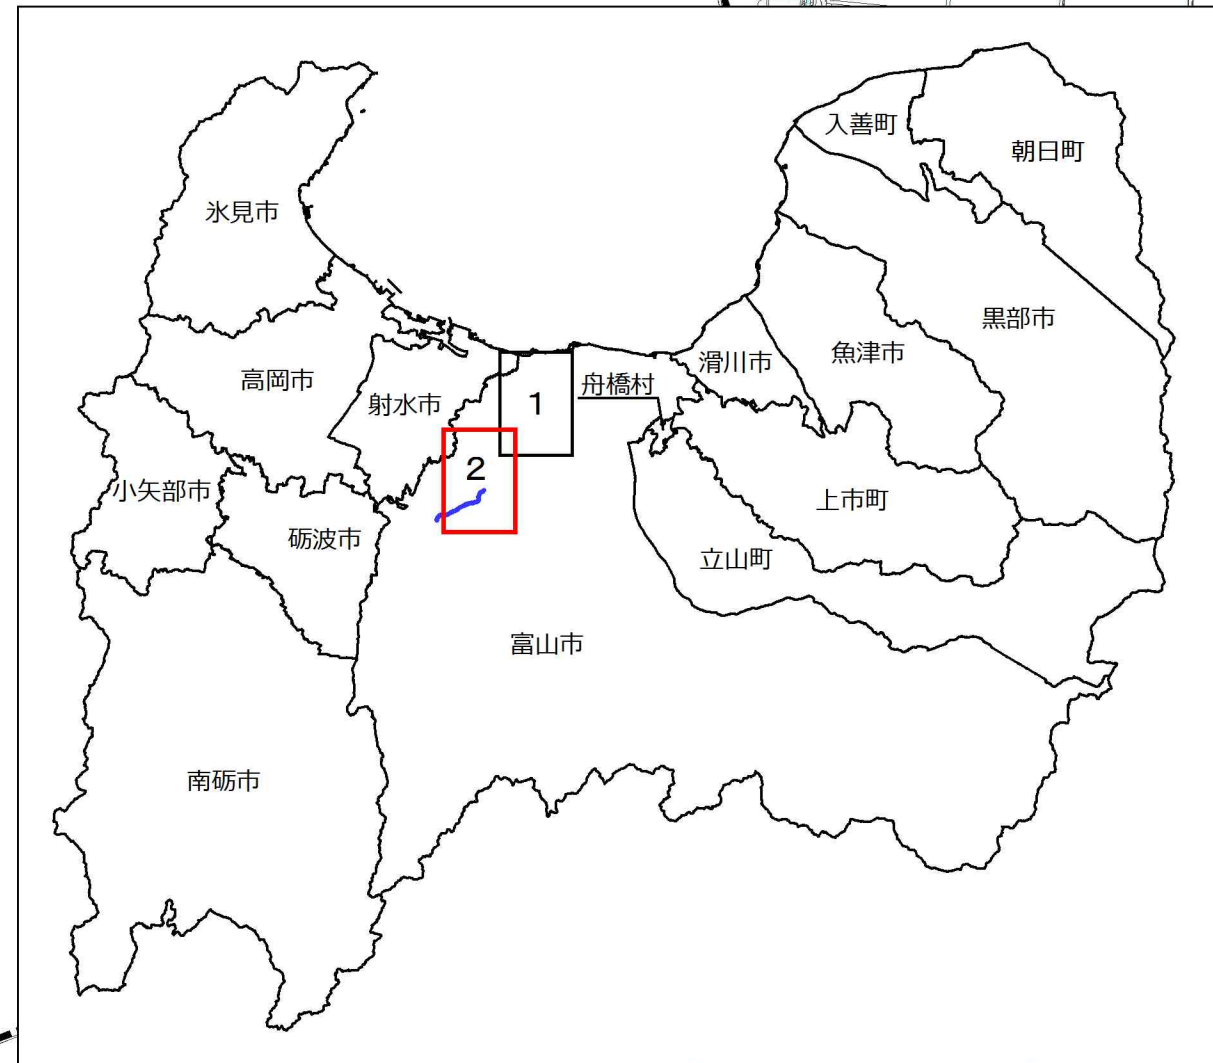 入善町
朝日町
氷見市
黒部市
魚津市
滑川市
高岡市
舟橋村
射水市
1
2
小矢部市
上市町
砺波市
立山町
富山市
南砺市